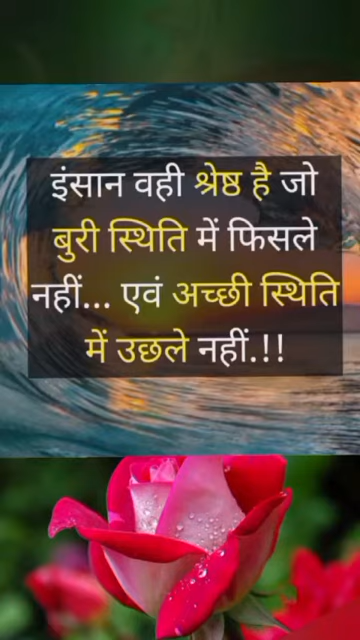 इंसान वही श्रेष्ठ है जो
बुरी स्थिति में फिसले
नहीं... एवं अच्छी स्थिति
में उछले नहीं.!!